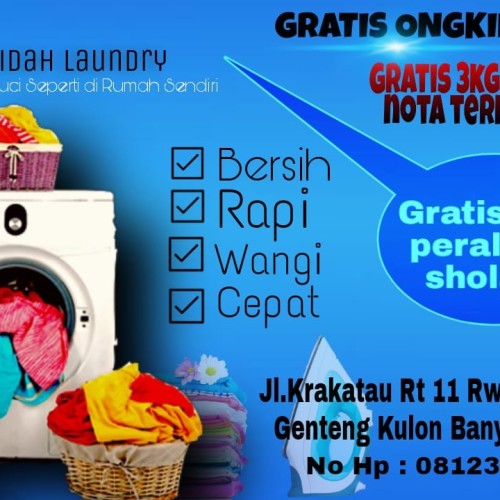 IDAH LAUNDRY
uci Seperti di Rumah Sendiri
GRATIS ONGKI
GRATIS 3KG
NOTA TER
Bersih
Rapi
Wangi
Cepat
Gratis
peral
shol
Jl.Krakatau Rt 11 Rw
Genteng Kulon Bany
No Hp : 08123